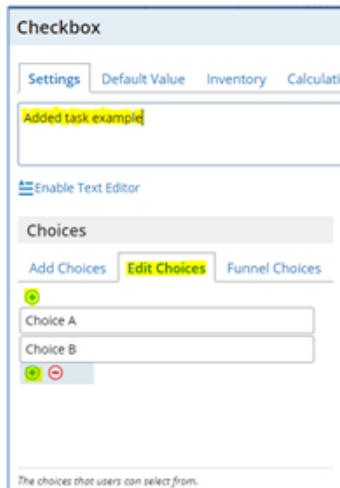 Checkbox
Settings Default Value Inventory Calculati
Added task example
Enable Text Editor
Choices
Add Choices Edit Choices Funnel Choices
Choice A
Choice B
The choices that users can select from.